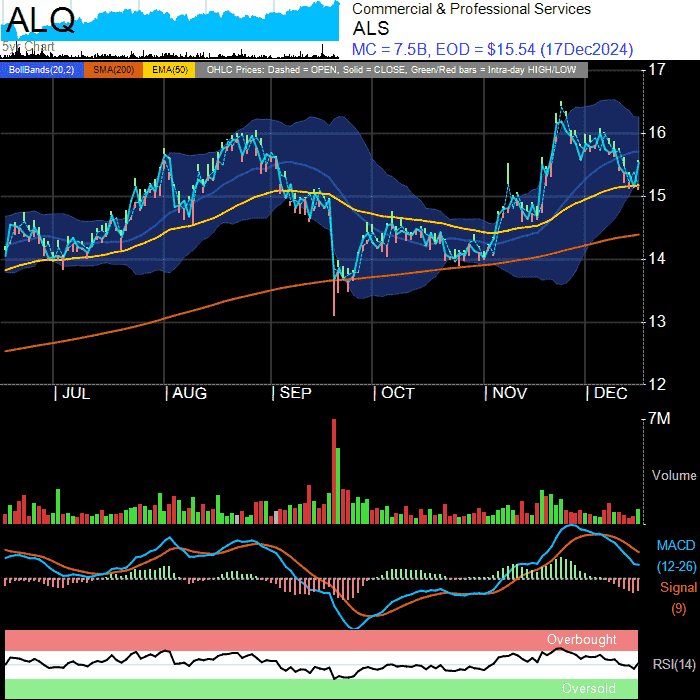 ALQ
5yr Chart
Commercial & Professional Services
ALS
MC = 7.5B, EOD = $15.54 (17Dec2024)
BollBands(20,2) SMA(200) EMA(50) OHLC Prices: Dashed = OPEN, Solid = CLOSE, Green/Red bars = Intra-day HIGH/LOW
17
16
15
14
13
12
JUL AUG SEP OCT NOV DEC
7M
Volume
MACD
(12-26)
Signal
(9)
Overbought
RSI(14)
Oversold